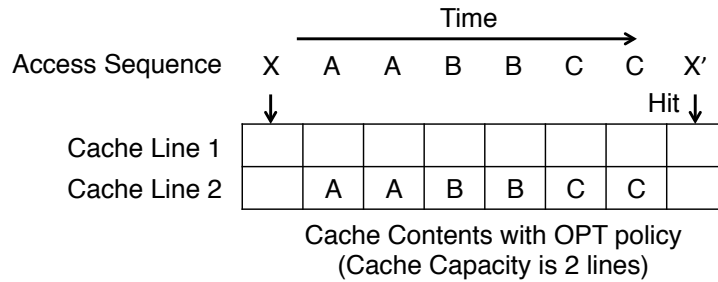 Time
Access Sequence X A A B B C C X'
Hit
Cache Line 1
Cache Line 2 A A B B C C
Cache Contents with OPT policy
(Cache Capacity is 2 lines)